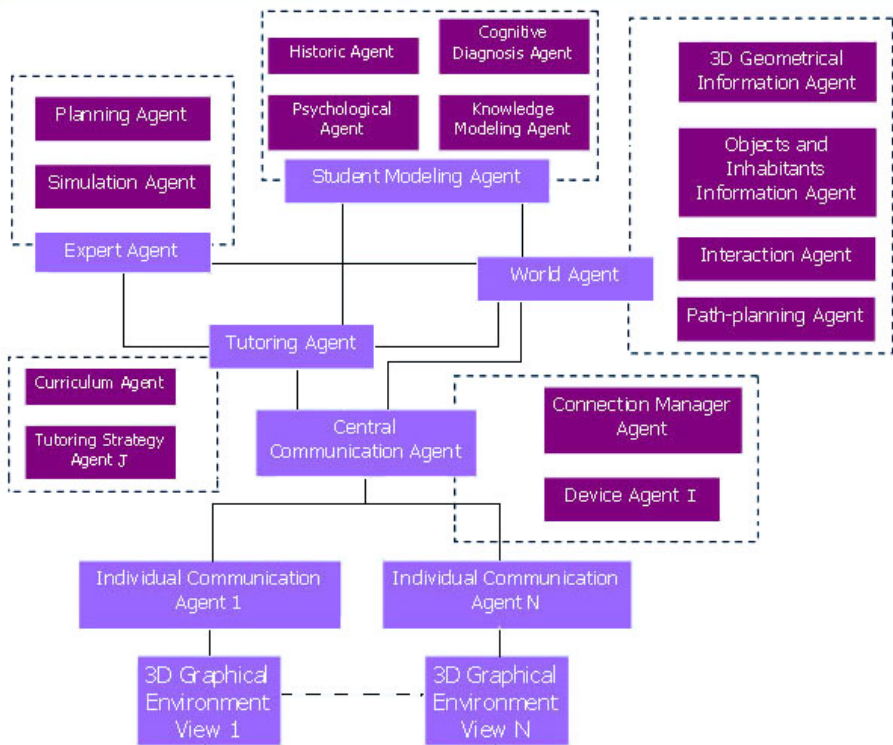 Historic Agent
Cognitive
Diagnosis Agent
Psychological
Agent
Knowledge
Modeling Agent
Student Modeling Agent
Planning Agent
Simulation Agent
Expert Agent
3D Geometrical
Information Agent
Objects and
Inhabitants
Information Agent
Interaction Agent
Path-planning Agent
World Agent
Tutoring Agent
Curriculum Agent
Tutoring Strategy
Agent J
Central
Communication Agent
Connection Manager
Agent
Device Agent I
Individual Communication
Agent 1
Individual Communication
Agent N
3D Graphical
Environment
View 1
3D Graphical
Environment
View N